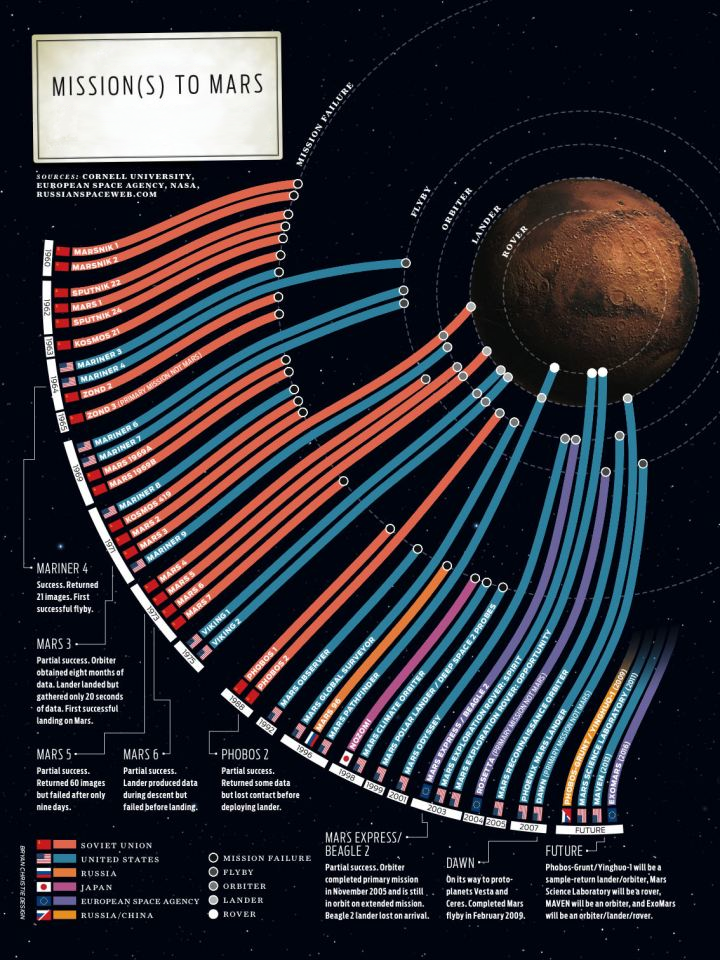 MISSION(S) TO MARS
SOURCES: CORNELL UNIVERSITY,
EUROPEAN SPACE AGENCY, NASA,
RUSSIANSPACEWEB.COM
MISSION FAILURE
FLYBY
ORBITER
LANDER
ROVER
1960
MARSNIK 1
MARSNIK 2
1962
SPUTNIK 22
MARS 1
SPUTNIK 24
1963
KOSMOS 21
1964
MARINER 3
MARINER 4
ZOND 2
1965
ZOND 3 (PRIMARY MISSION NOT MARS)
1969
MARINER 6
MARINER 7
MARS 1969A
MARS 1969B
1971
MARINER 8
KOSMOS 419
MARS 2
MARS 3
MARINER 9
1973
MARS 4
MARS 5
MARS 6
MARS 7
1975
VIKING 1
VIKING 2
1988
PHOBOS 1
PHOBOS 2
1992
MARS OBSERVER
1996
MARS GLOBAL SURVEYOR
MARS 96
MARS PATHFINDER
1998
NOZOMI
MARS CLIMATE ORBITER
1999
MARS POLAR LANDER / DEEP SPACE 2 PROBES
2001
MARS ODYSSEY
2003
MARS EXPRESS / BEAGLE 2
MARS EXPLORATION ROVER: SPIRIT
MARS EXPLORATION ROVER: OPPORTUNITY
2004
ROSETTA (PRIMARY MISSION NOT MARS)
2005
MARS RECONNAISSANCE ORBITER
2007
PHOENIX MARS LANDER
DAWN (PRIMARY MISSION NOT MARS)
FUTURE
PHOBOS-GRUNT / YINGHUO-1 (2009)
MARS SCIENCE LABORATORY (2011)
MAVEN (2013)
EXOMARS (2016)
MARINER 4
Success. Returned
21 images. First
successful flyby.
MARS 3
Partial success. Orbiter
obtained eight months of
data. Lander landed but
gathered only 20 seconds
of data. First successful
landing on Mars.
MARS 5
Partial success.
Returned 60 images
but failed after only
nine days.
MARS 6
Partial success.
Lander produced data
during descent but
failed before landing.
PHOBOS 2
Partial success.
Returned some data
but lost contact before
deploying lander.
MARS EXPRESS/
BEAGLE 2
Partial success. Orbiter
completed primary mission
in November 2005 and is still
in orbit on extended mission.
Beagle 2 lander lost on arrival.
DAWN
On its way to proto-
planets Vesta and
Ceres. Completed Mars
flyby in February 2009.
FUTURE
Phobos-Grunt/Yinghuo-1 will be a
sample-return lander/orbiter, Mars
Science Laboratory will be a rover,
MAVEN will be an orbiter, and ExoMars
will be an orbiter/lander/rover.
SOVIET UNION
UNITED STATES
RUSSIA
JAPAN
EUROPEAN SPACE AGENCY
RUSSIA/CHINA
MISSION FAILURE
FLYBY
ORBITER
LANDER
ROVER
BRYAN CHRISTIE DESIGN